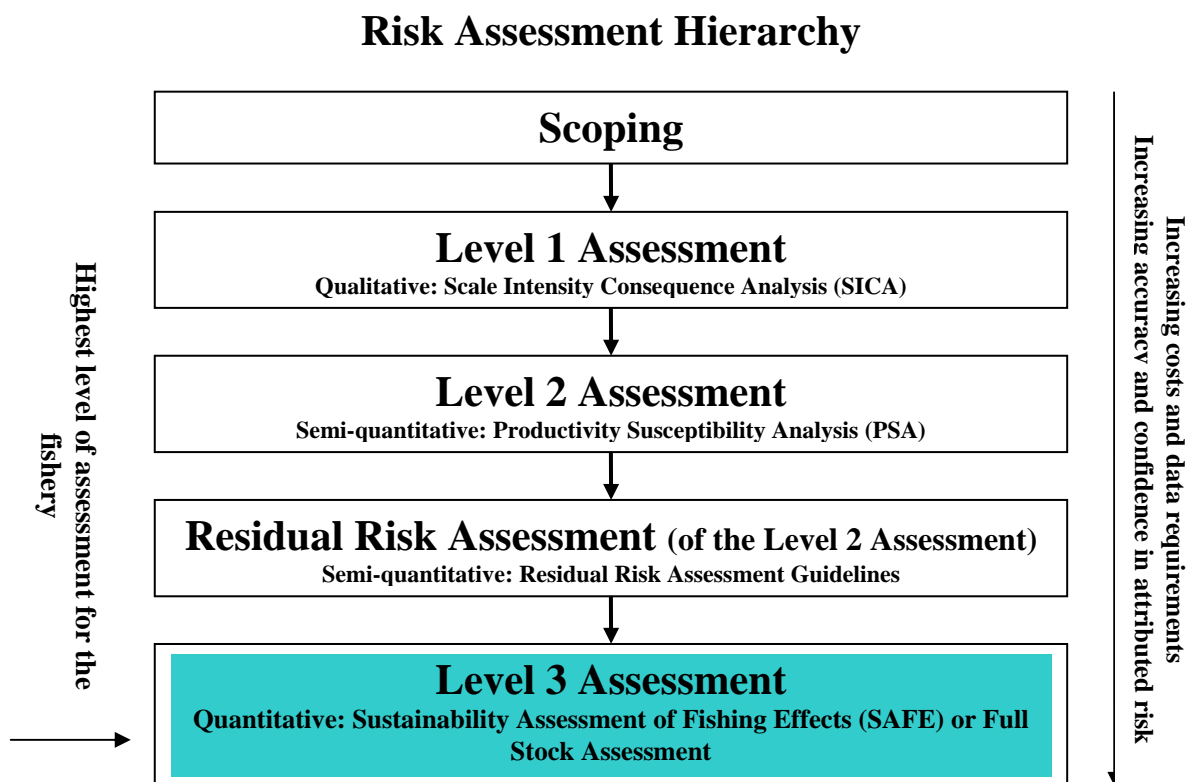 Risk Assessment Hierarchy
Scoping
Level 1 Assessment
Qualitative: Scale Intensity Consequence Analysis (SICA)
Level 2 Assessment
Semi-quantitative: Productivity Susceptibility Analysis (PSA)
Residual Risk Assessment (of the Level 2 Assessment)
Semi-quantitative: Residual Risk Assessment Guidelines
Level 3 Assessment
Quantitative: Sustainability Assessment of Fishing Effects (SAFE) or Full
Stock Assessment
Highest level of assessment for the
fishery
Increasing costs and data requirements
Increasing accuracy and confidence in attributed risk